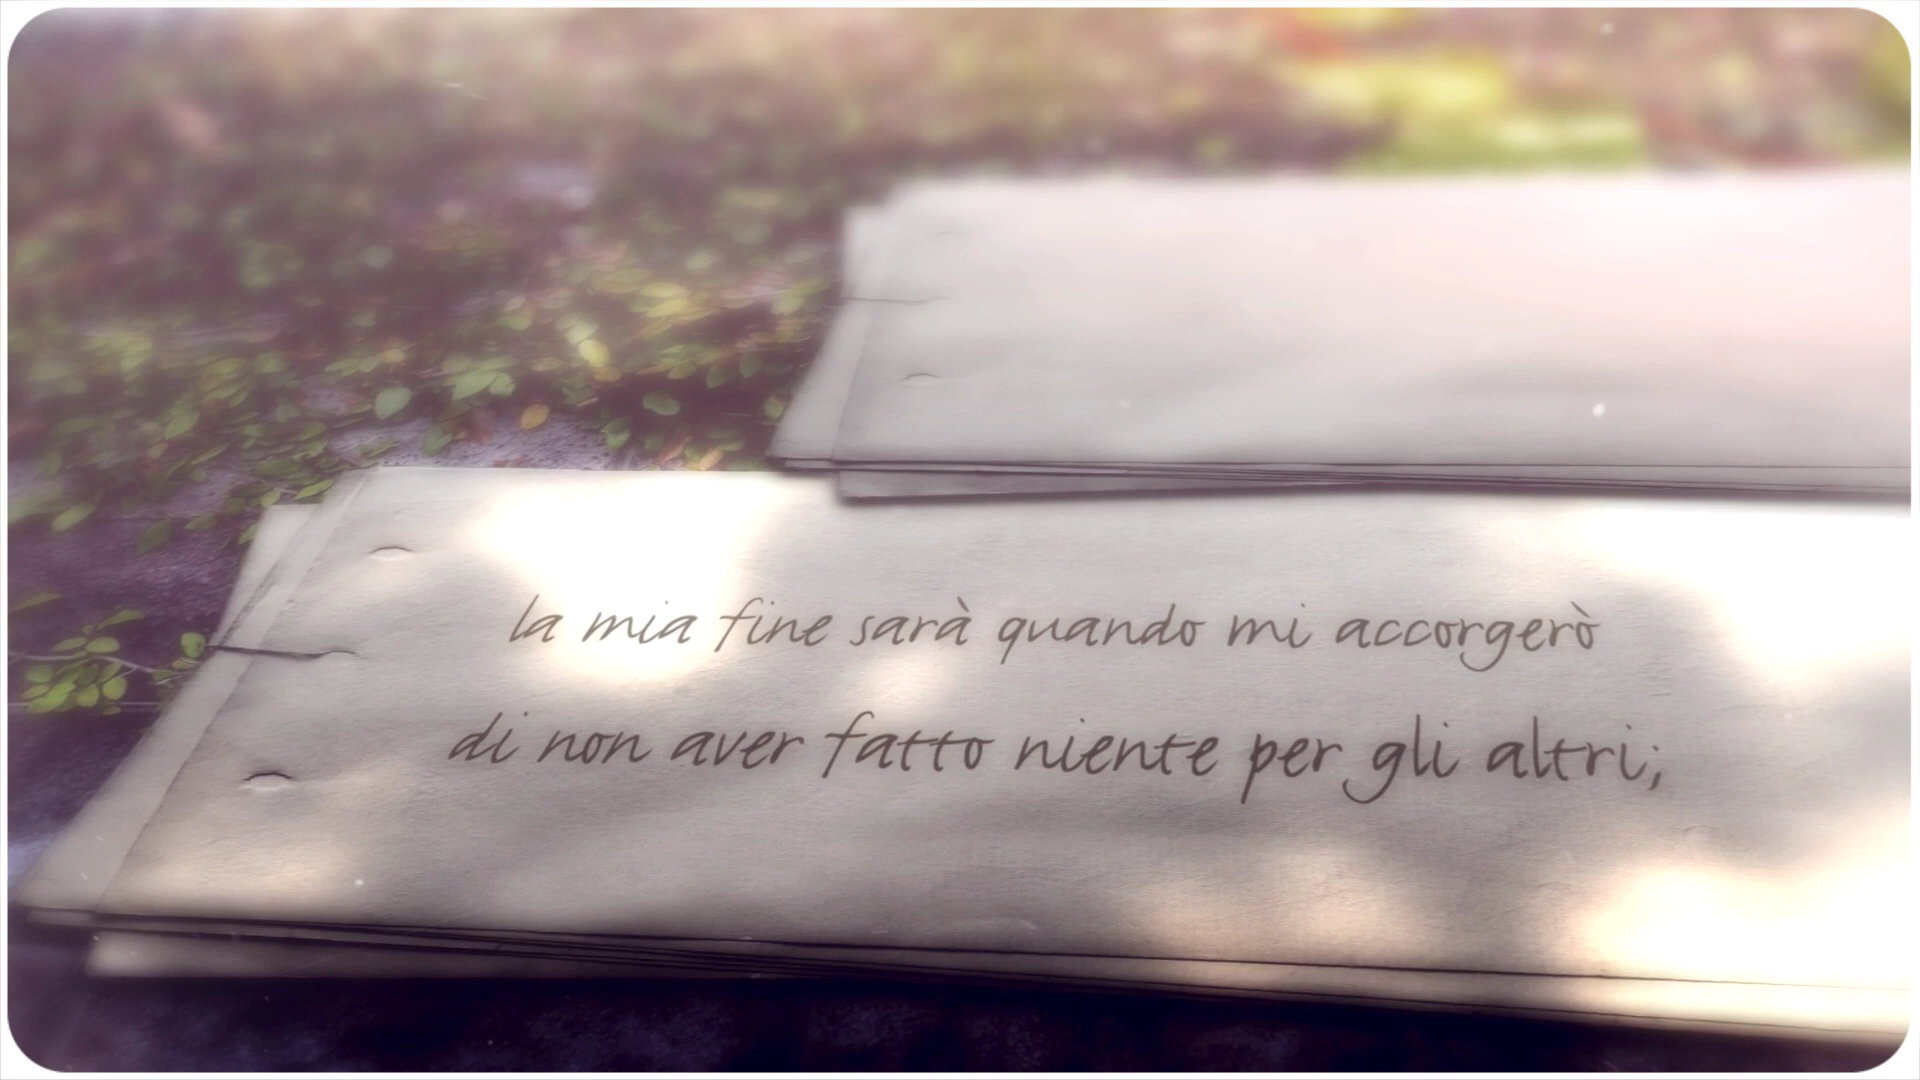 la mia fine sarà quando mi accorgerò
di non aver fatto niente per gli altri;